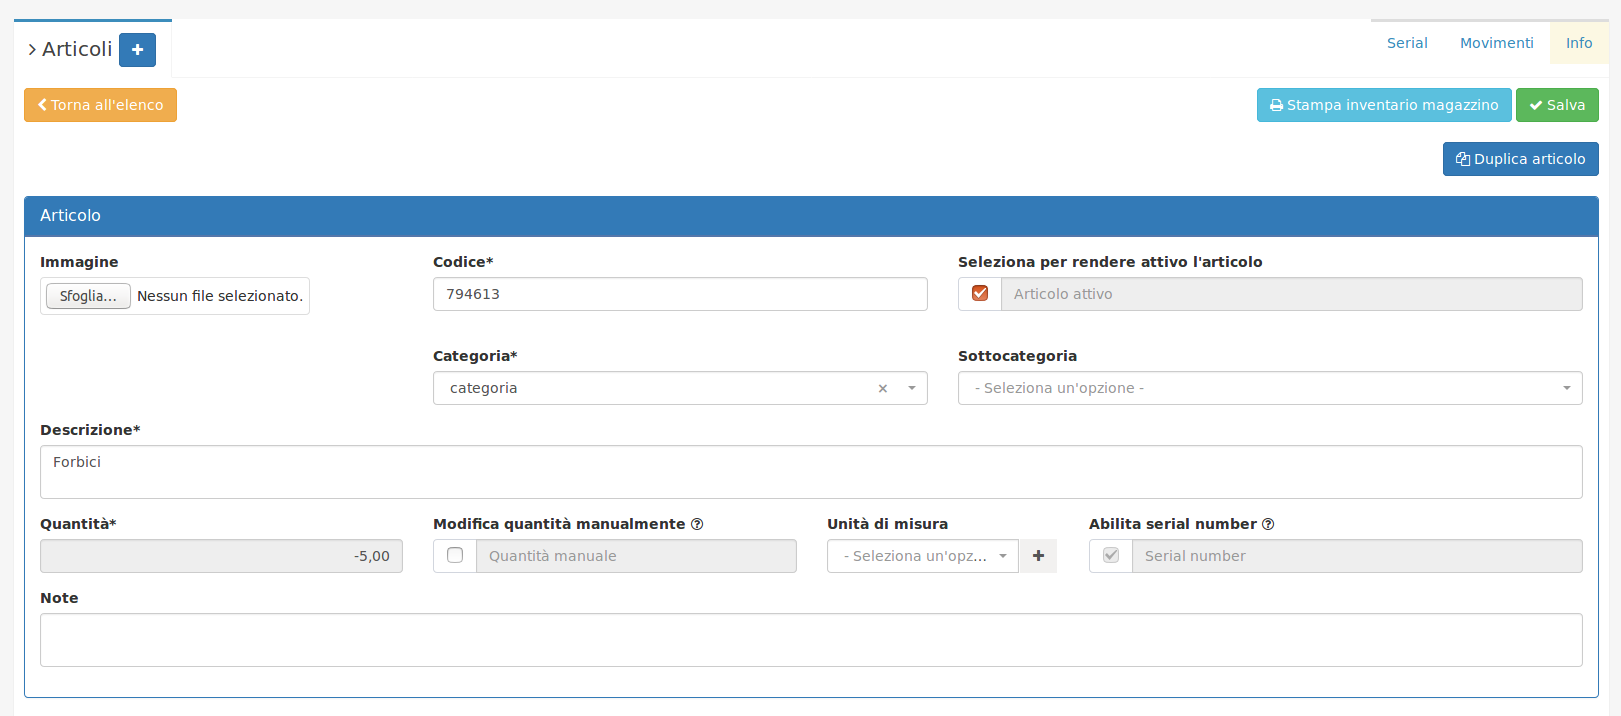 Articoli
Serial Movimenti Info
Torna all'elenco
Stampa inventario magazzino
Salva
Duplica articolo
Articolo
Immagine
Sfoglia... Nessun file selezionato.
Codice*
794613
Seleziona per rendere attivo l'articolo
Articolo attivo
Categoria*
categoria
Sottocategoria
- Seleziona un'opzione -
Descrizione*
Forbici
Quantità*
-5,00
Modifica quantità manualmente
Quantità manuale
Unità di misura
- Seleziona un'opz...
Abilita serial number
Serial number
Note